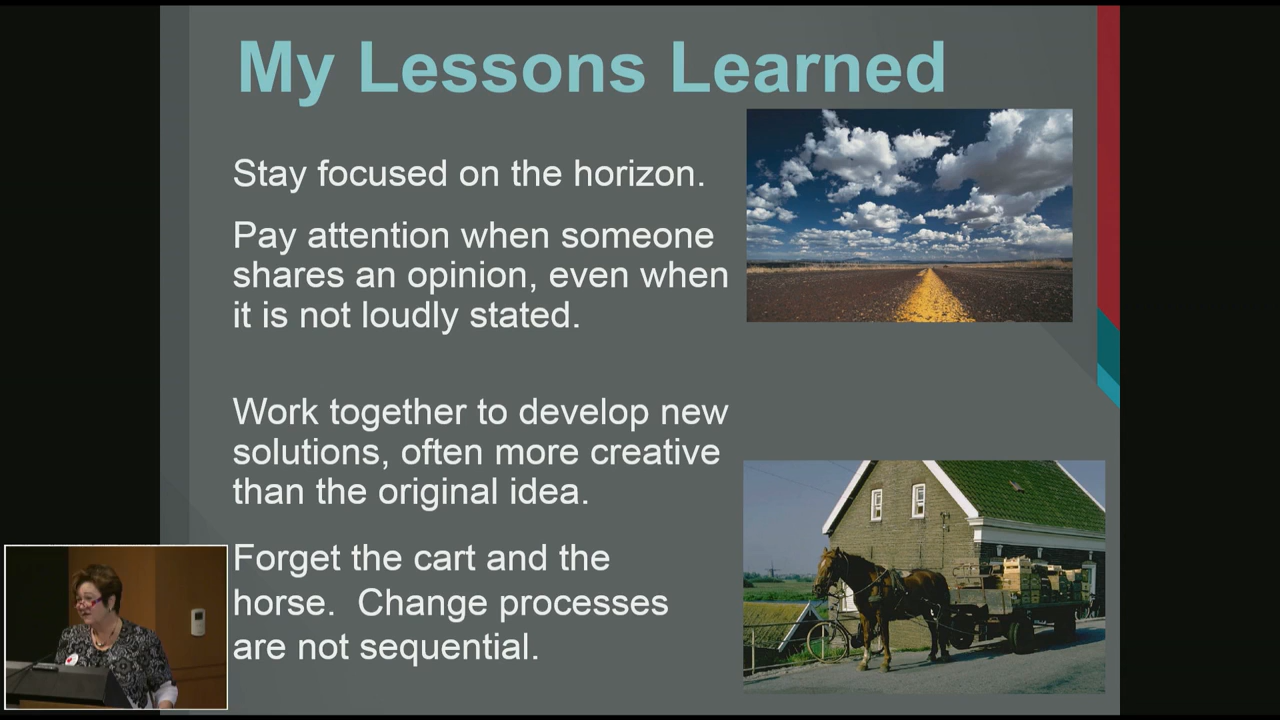 My Lessons Learned
Stay focused on the horizon.
Pay attention when someone
shares an opinion, even when
it is not loudly stated.
Work together to develop new
solutions, often more creative
than the original idea.
Forget the cart and the
horse.  Change processes
are not sequential.